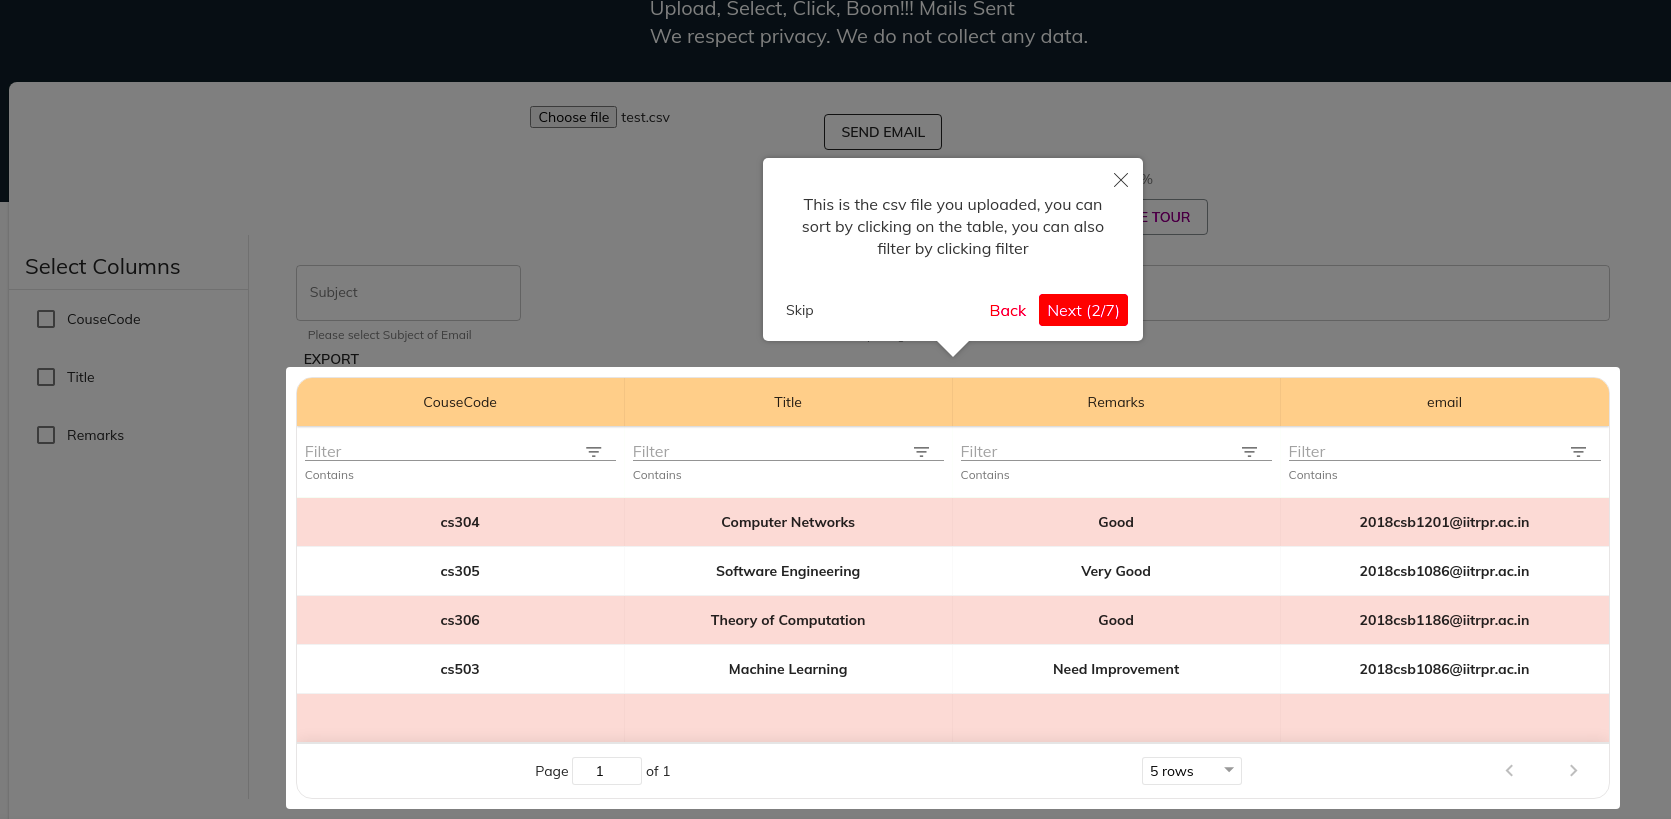 Upload, Select, Click, Boom!!! Mails Sent
We respect privacy. We do not collect any data.
Choose file test.csv
SEND EMAIL
%
E TOUR
This is the csv file you uploaded, you can
sort by clicking on the table, you can also
filter by clicking filter
Skip Back Next (2/7)
Select Columns
CouseCode
Title
Remarks
Subject
Please select Subject of Email
EXPORT
CouseCode Title Remarks email
Filter Filter Filter Filter
Contains Contains Contains Contains
cs304 Computer Networks Good 2018csb1201@iitrpr.ac.in
cs305 Software Engineering Very Good 2018csb1086@iitrpr.ac.in
cs306 Theory of Computation Good 2018csb1186@iitrpr.ac.in
cs503 Machine Learning Need Improvement 2018csb1086@iitrpr.ac.in
Page 1 of 1 5 rows